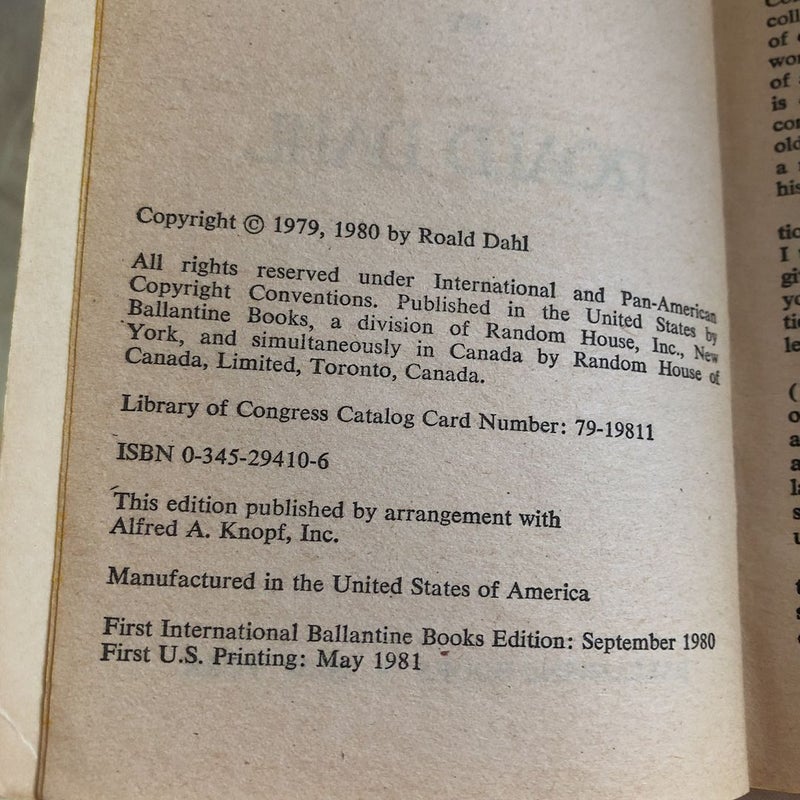 Copyright © 1979, 1980 by Roald Dahl
All rights reserved under International and Pan-American
Copyright Conventions. Published in the United States by
Ballantine Books, a division of Random House, Inc., New
York, and simultaneously in Canada by Random House of
Canada, Limited, Toronto, Canada.
Library of Congress Catalog Card Number: 79-19811
ISBN 0-345-29410-6
This edition published by arrangement with
Alfred A. Knopf, Inc.
Manufactured in the United States of America
First International Ballantine Books Edition: September 1980
First U.S. Printing: May 1981
of
of
is
a
his
I